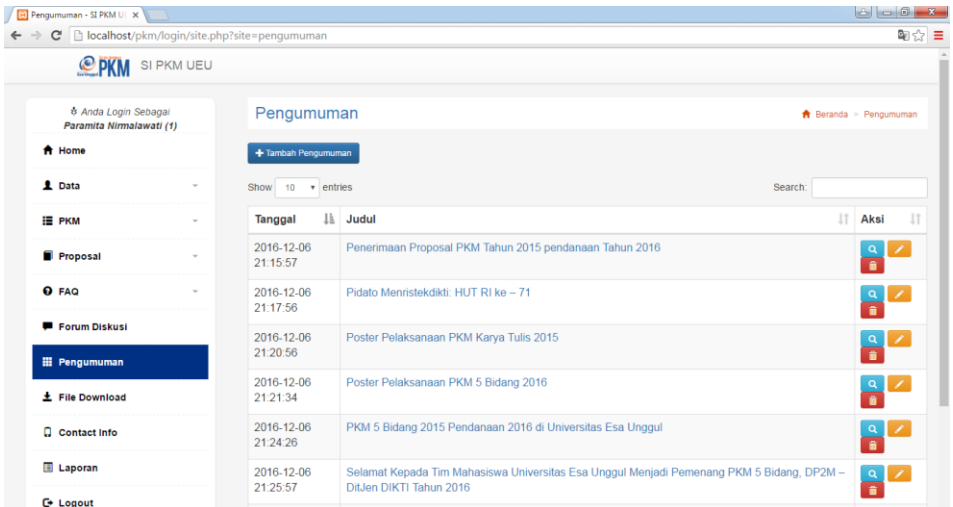 Pengumuman - SI PKM U
localhost/pkm/login/site.php?site=pengumuman
PKM
Esa Unggul
SI PKM UEU
Anda Login Sebagai
Paramita Nirmalawati (1)
Home
Data
PKM
Proposal
FAQ
Forum Diskusi
Pengumuman
File Download
Contact Info
Laporan
Logout
Pengumuman
Beranda > Pengumuman
+ Tambah Pengumuman
Show 10 entries
Search:
Tanggal Judul Aksi
2016-12-06 Penerimaan Proposal PKM Tahun 2015 pendanaan Tahun 2016
21:15:57
2016-12-06 Pidato Menristekdikti: HUT RI ke – 71
21:17:56
2016-12-06 Poster Pelaksanaan PKM Karya Tulis 2015
21:20:56
2016-12-06 Poster Pelaksanaan PKM 5 Bidang 2016
21:21:34
2016-12-06 PKM 5 Bidang 2015 Pendanaan 2016 di Universitas Esa Unggul
21:24:26
2016-12-06 Selamat Kepada Tim Mahasiswa Universitas Esa Unggul Menjadi Pemenang PKM 5 Bidang, DP2M –
21:25:57 DitJen DIKTI Tahun 2016